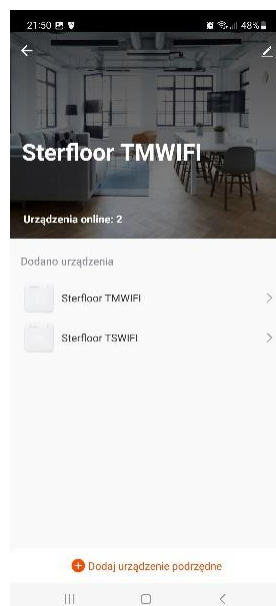 21:50 48%
Sterfloor TMWIFI
Urządzenia online: 2
Dodano urządzenia
Sterfloor TMWIFI
Sterfloor TSWIFI
Dodaj urządzenie podrzędne